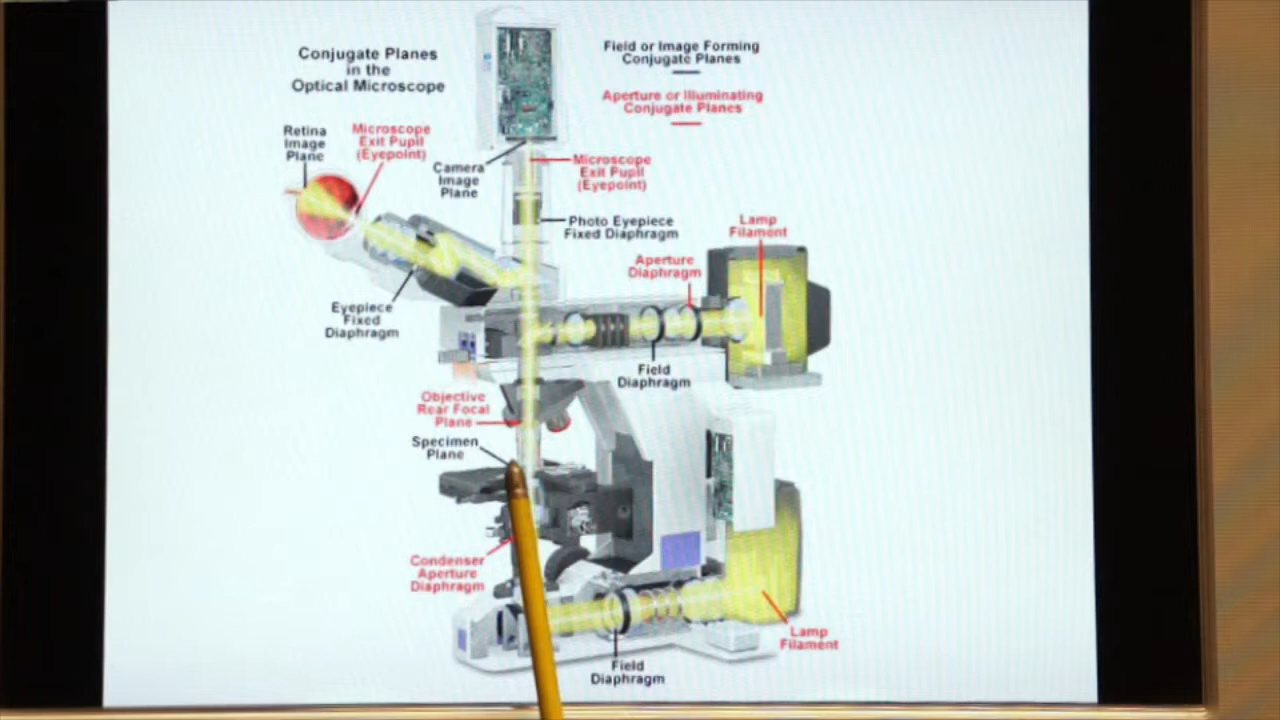 Conjugate Planes
in the
Optical Microscope
Field or Image Forming
Conjugate Planes
Aperture or Illuminating
Conjugate Planes
Retina
Image
Plane
Microscope
Exit Pupil
(Eyepoint)
Camera
Image
Plane
Microscope
Exit Pupil
(Eyepoint)
Photo Eyepiece
Fixed Diaphragm
Lamp
Filament
Aperture
Diaphragm
Eyepiece
Fixed
Diaphragm
Field
Diaphragm
Objective
Rear Focal
Plane
Specimen
Plane
Condenser
Aperture
Diaphragm
Lamp
Filament
Field
Diaphragm